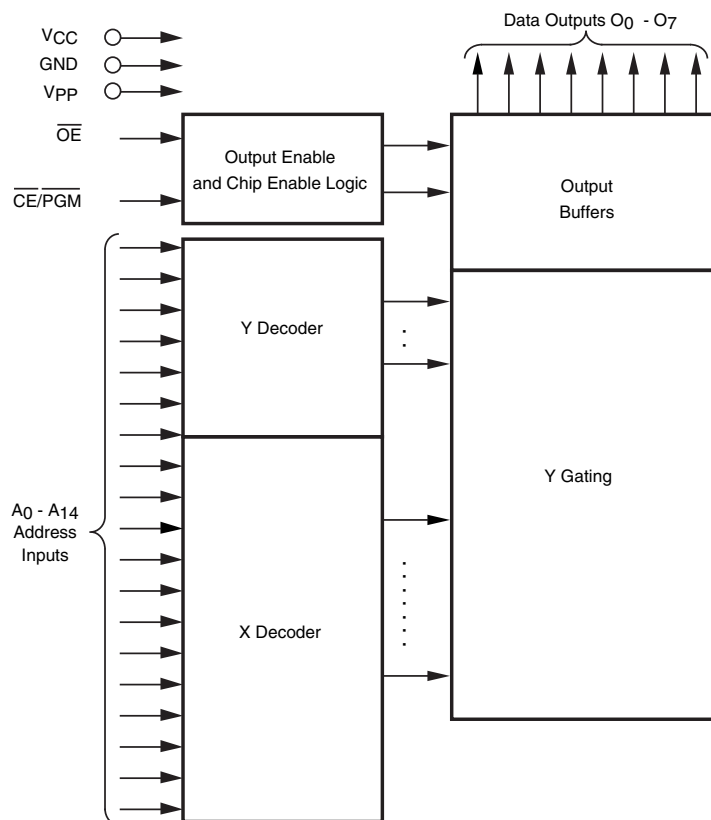 Data Outputs O0 - O7
VCC
GND
VPP
OE
CE/PGM
Output Enable
and Chip Enable Logic
Output
Buffers
Y Decoder
Y Gating
A0 - A14
Address
Inputs
X Decoder